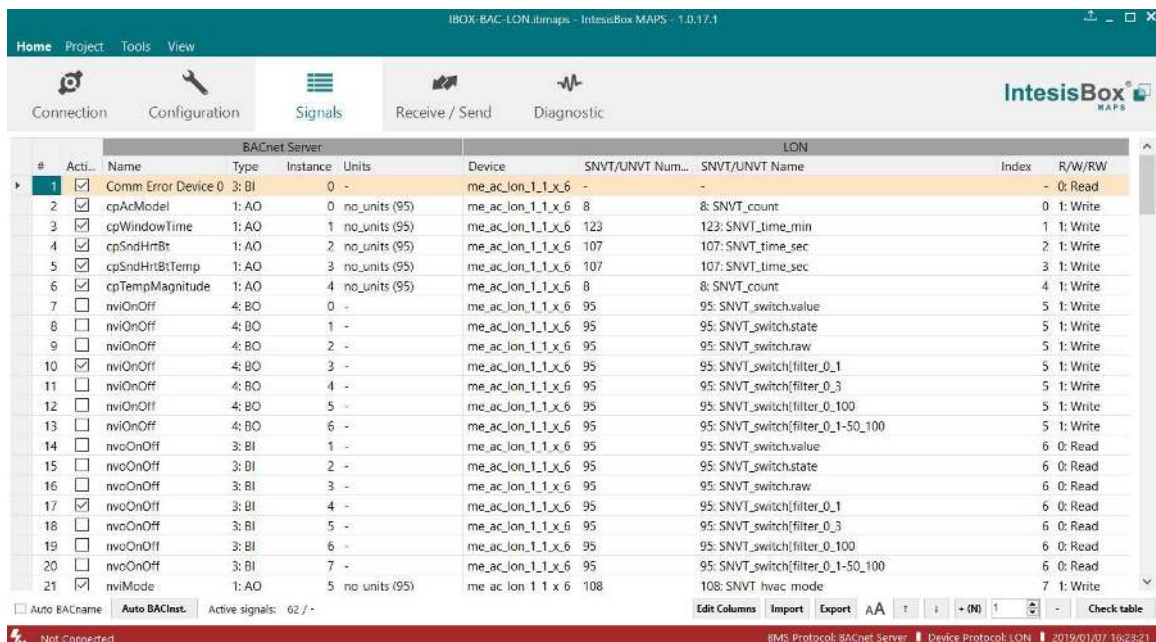 IBOX-BAC-LON.ibmaps - IntesisBox MAPS - 1.0.17.1
Home Project Tools View
Connection Configuration Signals Receive / Send Diagnostic IntesisBox® MAPS
BACnet Server LON
# Acti... Name Type Instance Units Device SNVT/UNVT Num... SNVT/UNVT Name Index R/W/RW
1 Comm Error Device 0 3: BI 0 - me_ac_lon_1_1_x_6 - - - 0: Read
2 cpAcModel 1: AO 0 no_units (95) me_ac_lon_1_1_x_6 8 8: SNVT_count 0 1: Write
3 cpWindowTime 1: AO 1 no_units (95) me_ac_lon_1_1_x_6 123 123: SNVT_time_min 1 1: Write
4 cpSndHrtBt 1: AO 2 no_units (95) me_ac_lon_1_1_x_6 107 107: SNVT_time_sec 2 1: Write
5 cpSndHrtBtTemp 1: AO 3 no_units (95) me_ac_lon_1_1_x_6 107 107: SNVT_time_sec 3 1: Write
6 cpTempMagnitude 1: AO 4 no_units (95) me_ac_lon_1_1_x_6 8 8: SNVT_count 4 1: Write
7 nviOnOff 4: BO 0 - me_ac_lon_1_1_x_6 95 95: SNVT_switch.value 5 1: Write
8 nviOnOff 4: BO 1 - me_ac_lon_1_1_x_6 95 95: SNVT_switch.state 5 1: Write
9 nviOnOff 4: BO 2 - me_ac_lon_1_1_x_6 95 95: SNVT_switch.raw 5 1: Write
10 nviOnOff 4: BO 3 - me_ac_lon_1_1_x_6 95 95: SNVT_switch[filter_0_1 5 1: Write
11 nviOnOff 4: BO 4 - me_ac_lon_1_1_x_6 95 95: SNVT_switch[filter_0_3 5 1: Write
12 nviOnOff 4: BO 5 - me_ac_lon_1_1_x_6 95 95: SNVT_switch[filter_0_100 5 1: Write
13 nviOnOff 4: BO 6 - me_ac_lon_1_1_x_6 95 95: SNVT_switch[filter_0_1-50_100 5 1: Write
14 nvoOnOff 3: BI 1 - me_ac_lon_1_1_x_6 95 95: SNVT_switch.value 6 0: Read
15 nvoOnOff 3: BI 2 - me_ac_lon_1_1_x_6 95 95: SNVT_switch.state 6 0: Read
16 nvoOnOff 3: BI 3 - me_ac_lon_1_1_x_6 95 95: SNVT_switch.raw 6 0: Read
17 nvoOnOff 3: BI 4 - me_ac_lon_1_1_x_6 95 95: SNVT_switch[filter_0_1 6 0: Read
18 nvoOnOff 3: BI 5 - me_ac_lon_1_1_x_6 95 95: SNVT_switch[filter_0_3 6 0: Read
19 nvoOnOff 3: BI 6 - me_ac_lon_1_1_x_6 95 95: SNVT_switch[filter_0_100 6 0: Read
20 nvoOnOff 3: BI 7 - me_ac_lon_1_1_x_6 95 95: SNVT_switch[filter_0_1-50_100 6 0: Read
21 nviMode 1: AO 5 no_units (95) me_ac_lon_1_1_x_6 108 108: SNVT_hvac_mode 7 1: Write
Auto BACname Auto BACInst. Active signals: 62 / - Edit Columns Import Export AA ↑ ↓ + (N) 1 - Check table
Not Connected BMS Protocol: BACnet Server Device Protocol: LON 2019/01/07 16:23:21